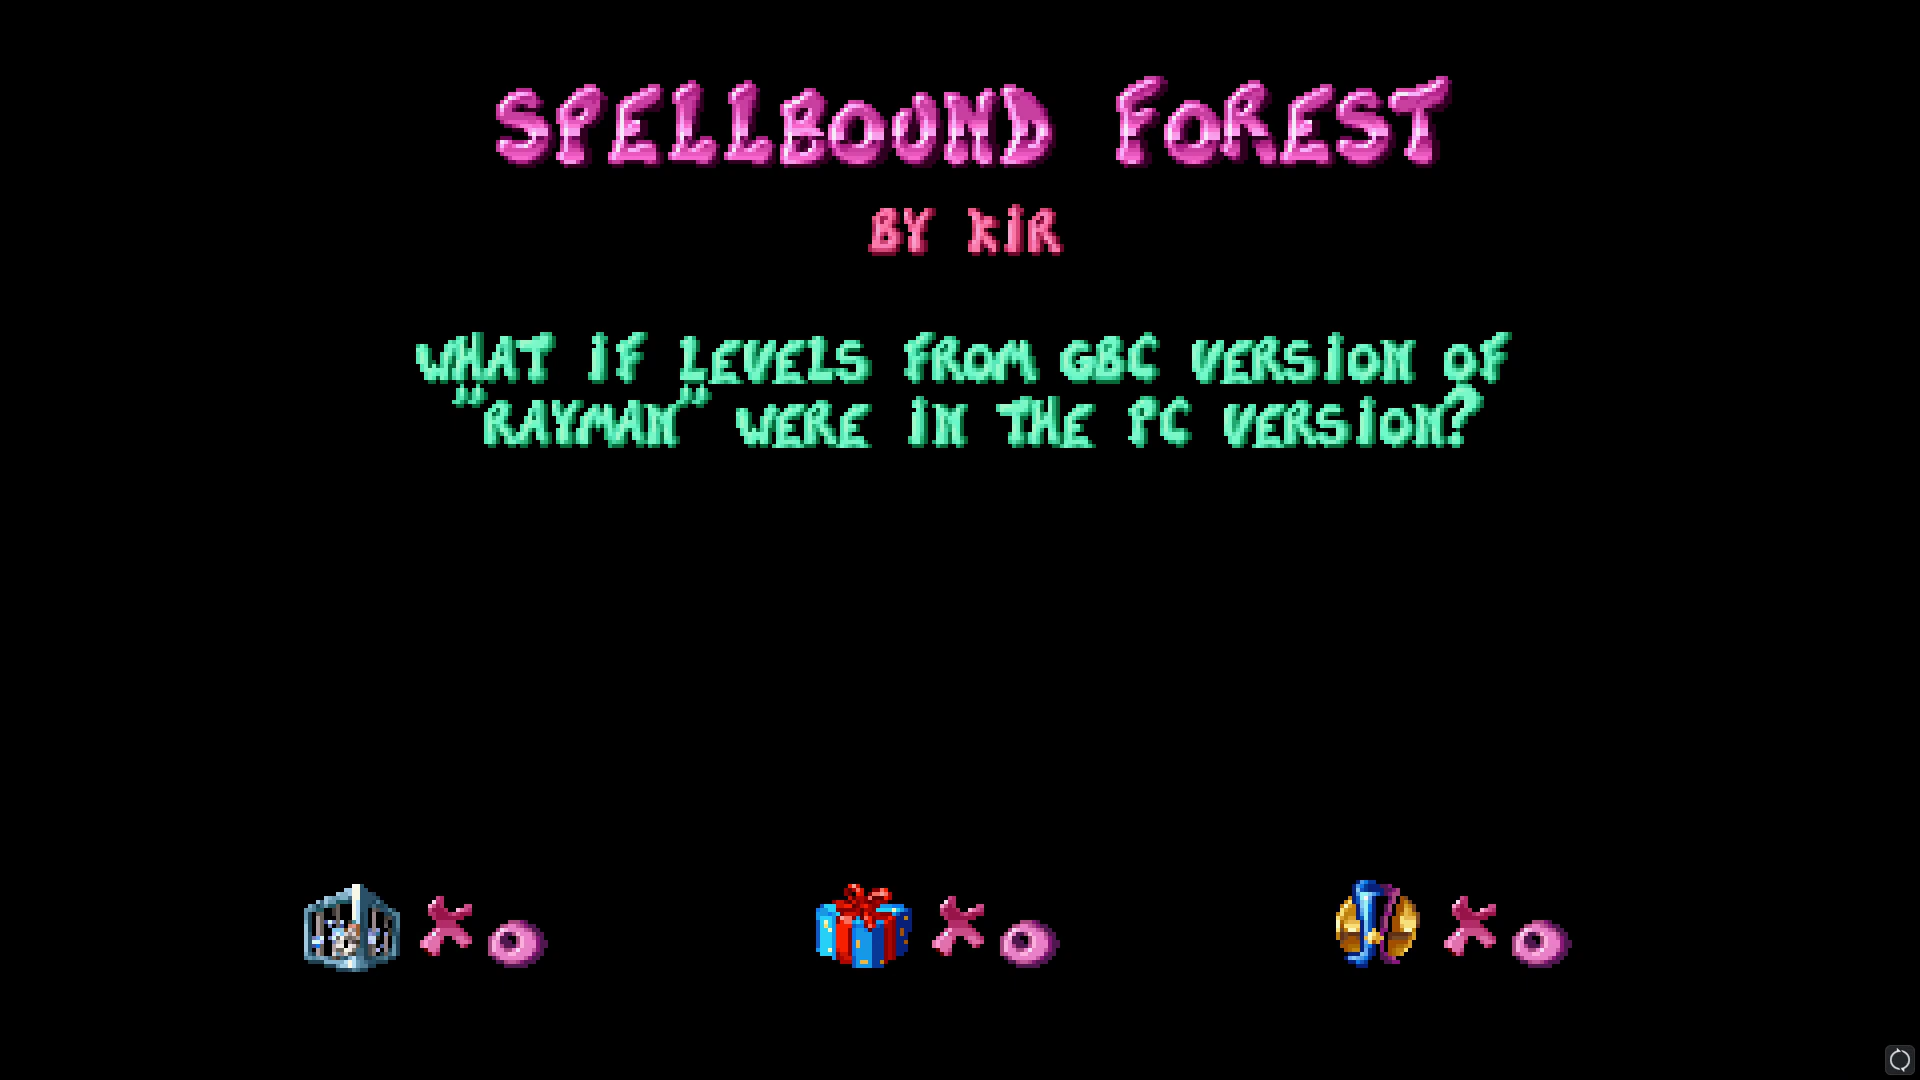 SPELLBOUND FOREST
BY KIR
WHAT IF LEVELS FROM GBC VERSION OF
"RAYMAN" WERE IN THE PC VERSION?
X 0
X 0
X 0